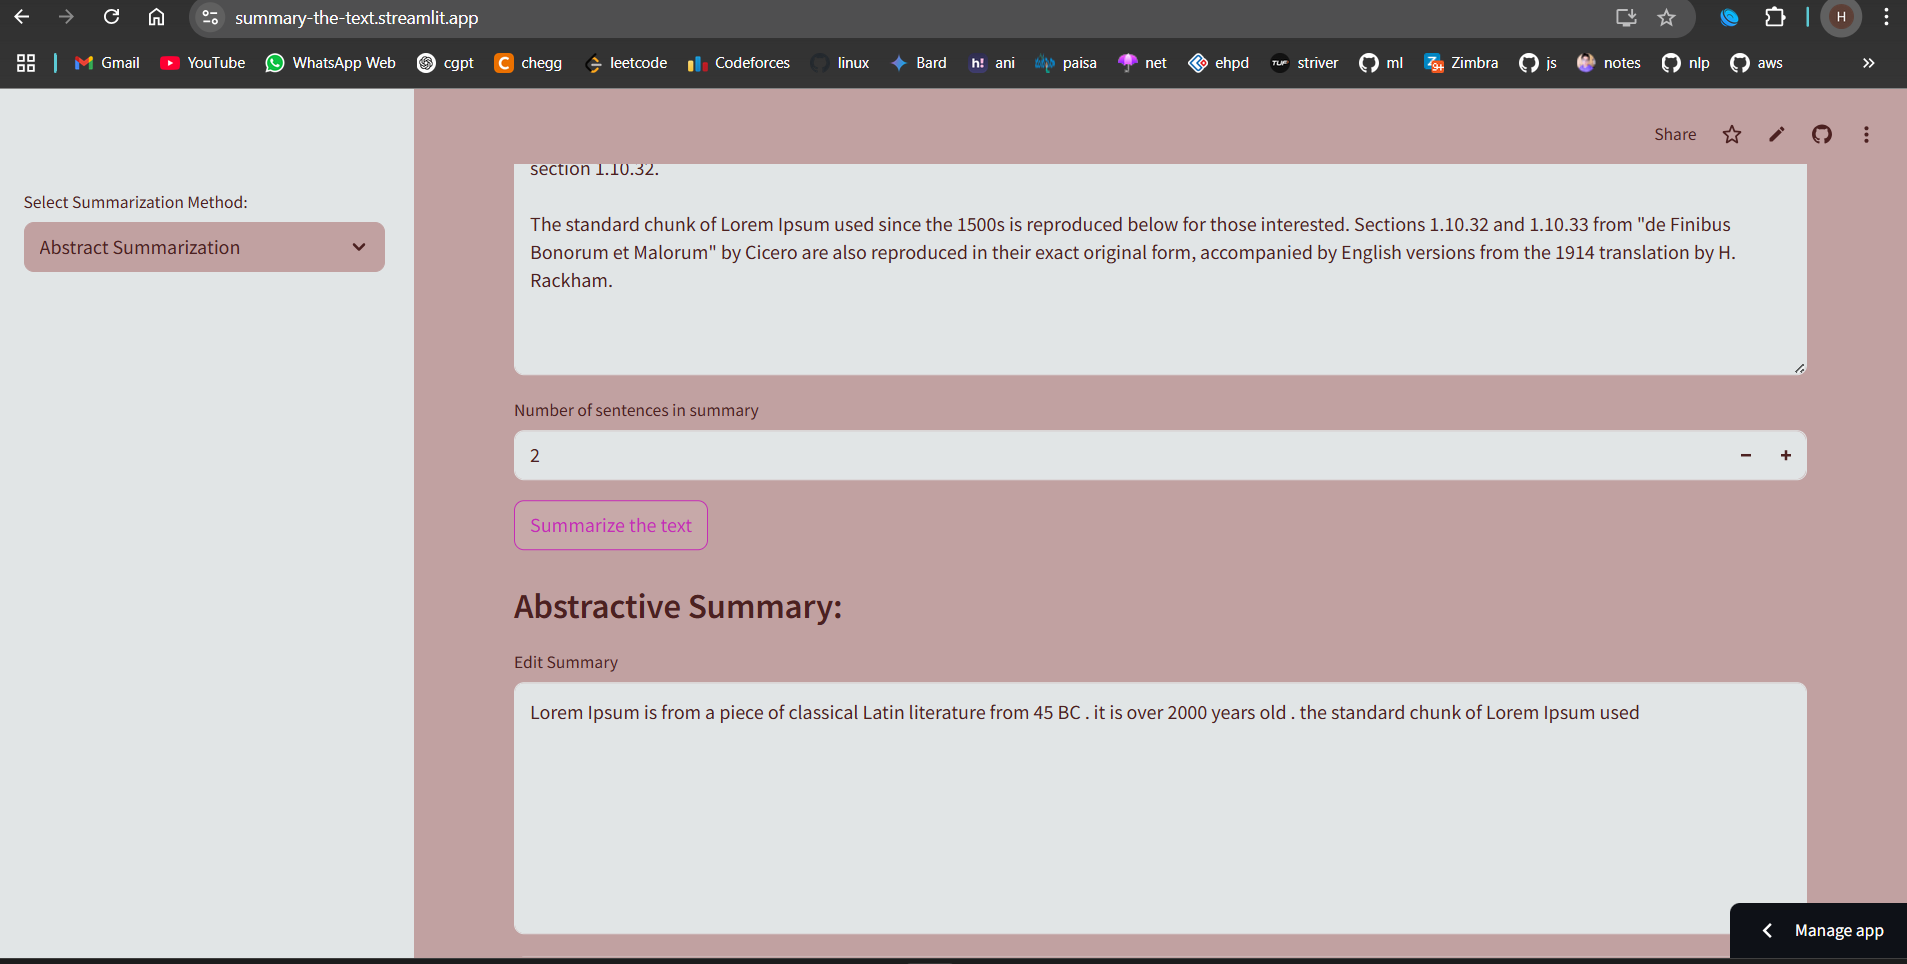 summary-the-text.streamlit.app
H
Gmail YouTube WhatsApp Web cgpt C chegg leetcode Codeforces linux Bard h! ani paisa net ehpd TUF striver ml Z 9+ Zimbra js notes nlp aws
Share
section 1.10.32.
Select Summarization Method:
Abstract Summarization
The standard chunk of Lorem Ipsum used since the 1500s is reproduced below for those interested. Sections 1.10.32 and 1.10.33 from "de Finibus
Bonorum et Malorum" by Cicero are also reproduced in their exact original form, accompanied by English versions from the 1914 translation by H.
Rackham.
Number of sentences in summary
2
Summarize the text
Abstractive Summary:
Edit Summary
Lorem Ipsum is from a piece of classical Latin literature from 45 BC . it is over 2000 years old . the standard chunk of Lorem Ipsum used
Manage app